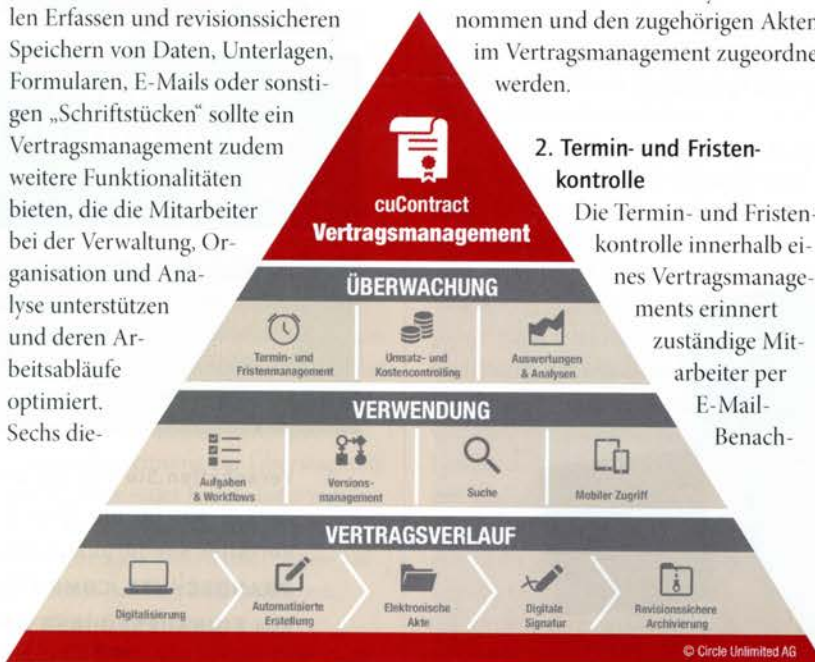 len Erfassen und revisionssicheren
Speichern von Daten, Unterlagen,
Formularen, E-Mails oder sonsti-
gen „Schriftstücken“ sollte ein
Vertragsmanagement zudem
weitere Funktionalitäten
bieten, die die Mitarbeiter
bei der Verwaltung, Or-
ganisation und Ana-
lyse unterstützen
und deren Ar-
beitsabläufe
optimiert.
Sechs die-
nommen und den zugehörigen Akten
im Vertragsmanagement zugeordne
werden.
2. Termin- und Fristen-
kontrolle
Die Termin- und Fristen-
kontrolle innerhalb ei-
nes Vertragsmanage-
ments erinnert
zuständige Mit-
arbeiter per
E-Mail-
Benach-
cuContract
Vertragsmanagement
ÜBERWACHUNG
Termin- und
Fristenmanagement
Umsatz- und
Kostencontrolling
Auswertungen
& Analysen
VERWENDUNG
Aufgaben
& Workflows
Versions-
management
Suche
Mobiler Zugriff
VERTRAGSVERLAUF
Digitalisierung
Automatisierte
Erstellung
Elektronische
Akte
Digitale
Signatur
Revisionssichere
Archivierung
© Circle Unlimited AG